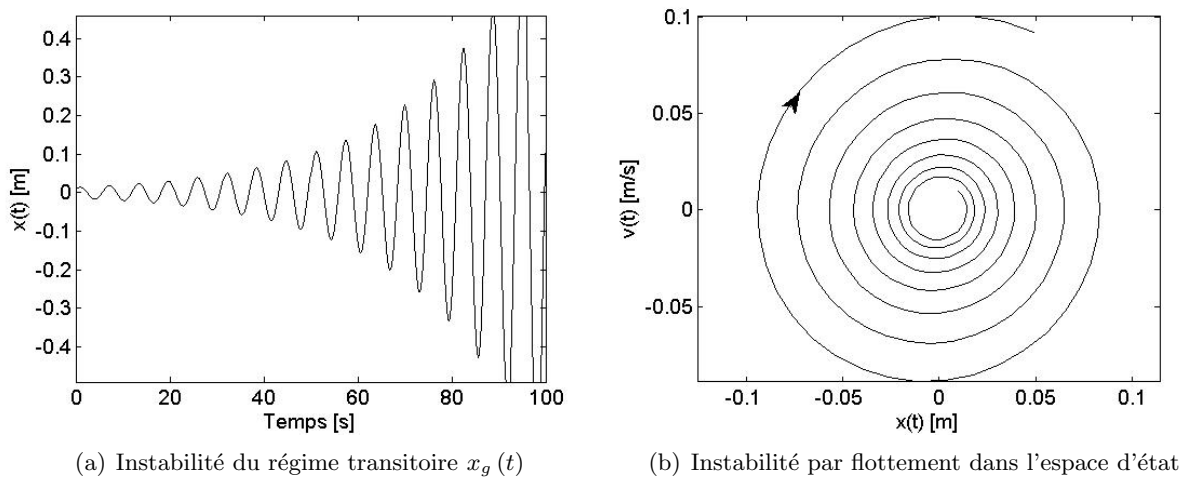 0.4
0.3
0.2
0.1
0
-0.1
-0.2
-0.3
-0.4
x(t) [m]
0 20 40 60 80 100
Temps [s]
(a) Instabilité du régime transitoire x_g (t)
0.1
0.05
0
-0.05
v(t) [m/s]
-0.1 -0.05 0 0.05 0.1
x(t) [m]
(b) Instabilité par flottement dans l'espace d'état